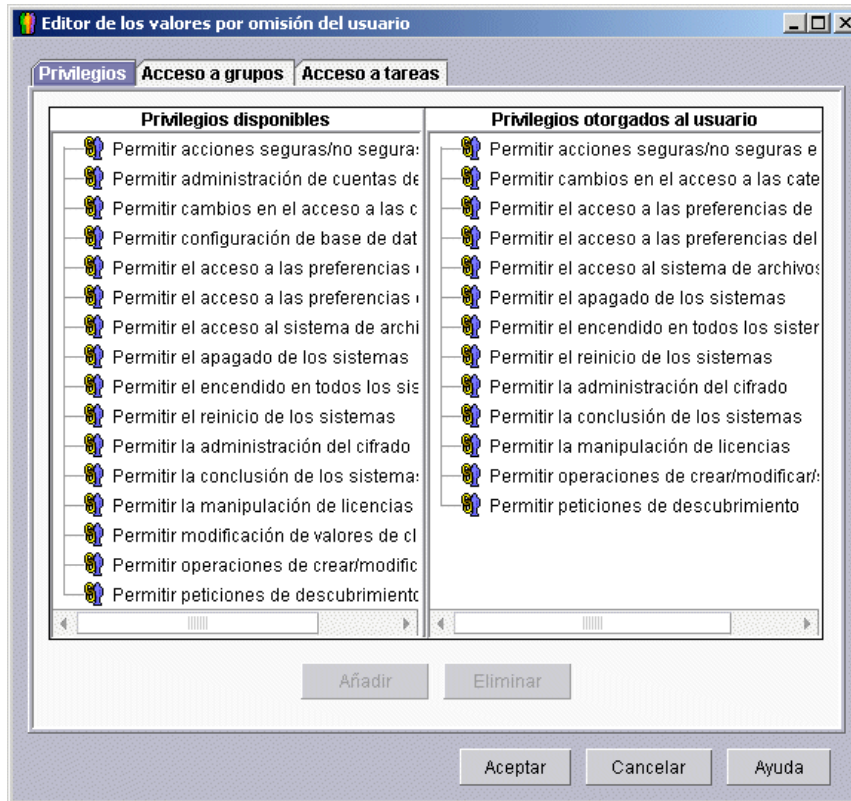 Editor de los valores por omisión del usuario
Privilegios Acceso a grupos Acceso a tareas
Privilegios disponibles
Permitir acciones seguras/no seguras
Permitir administración de cuentas de
Permitir cambios en el acceso a las c
Permitir configuración de base de dat
Permitir el acceso a las preferencias
Permitir el acceso a las preferencias
Permitir el acceso al sistema de archi
Permitir el apagado de los sistemas
Permitir el encendido en todos los sis
Permitir el reinicio de los sistemas
Permitir la administración del cifrado
Permitir la conclusión de los sistemas
Permitir la manipulación de licencias
Permitir modificación de valores de cl
Permitir operaciones de crear/modific
Permitir peticiones de descubrimiento
Privilegios otorgados al usuario
Permitir acciones seguras/no seguras e
Permitir cambios en el acceso a las cate
Permitir el acceso a las preferencias de
Permitir el acceso a las preferencias del
Permitir el acceso al sistema de archivos
Permitir el apagado de los sistemas
Permitir el encendido en todos los sister
Permitir el reinicio de los sistemas
Permitir la administración del cifrado
Permitir la conclusión de los sistemas
Permitir la manipulación de licencias
Permitir operaciones de crear/modificar/
Permitir peticiones de descubrimiento
Añadir Eliminar
Aceptar Cancelar Ayuda